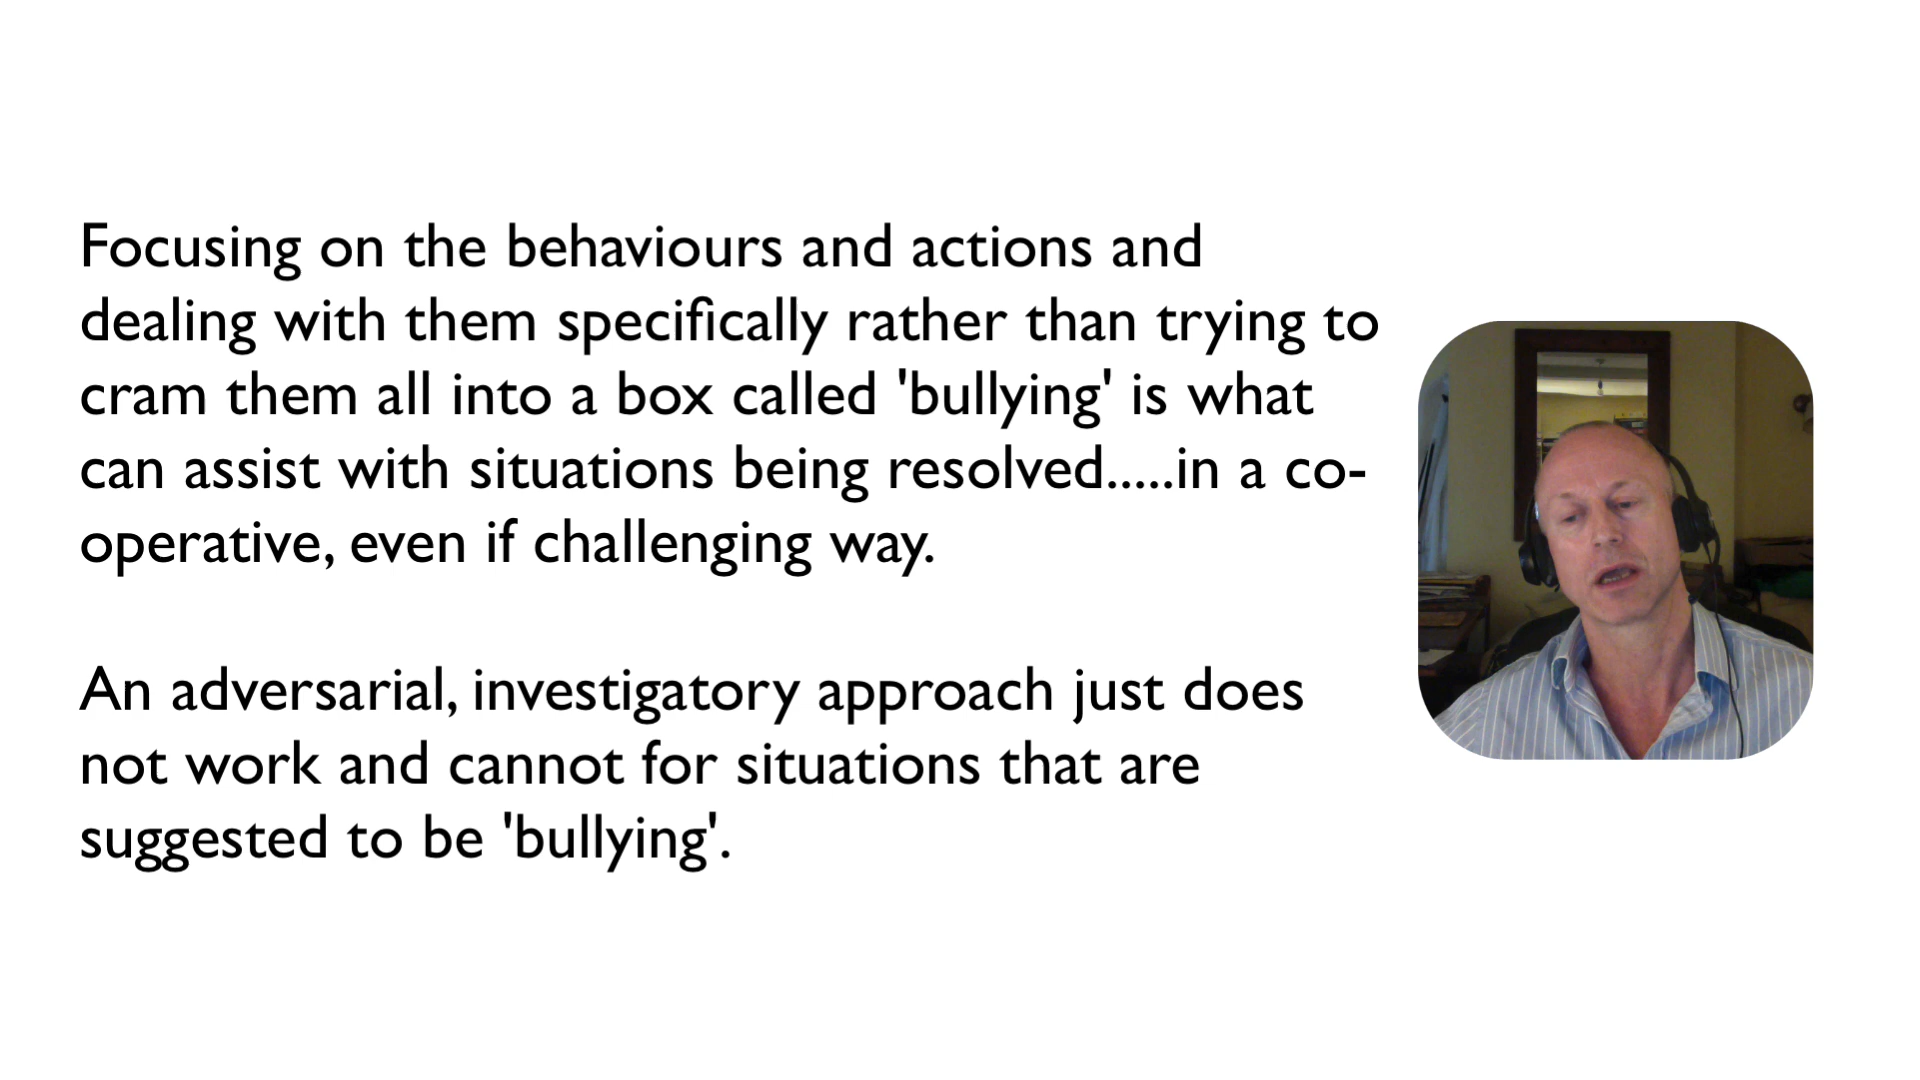 Focusing on the behaviours and actions and
dealing with them specifically rather than trying to
cram them all into a box called 'bullying' is what
can assist with situations being resolved.....in a co-
operative, even if challenging way.
An adversarial, investigatory approach just does
not work and cannot for situations that are
suggested to be 'bullying'.